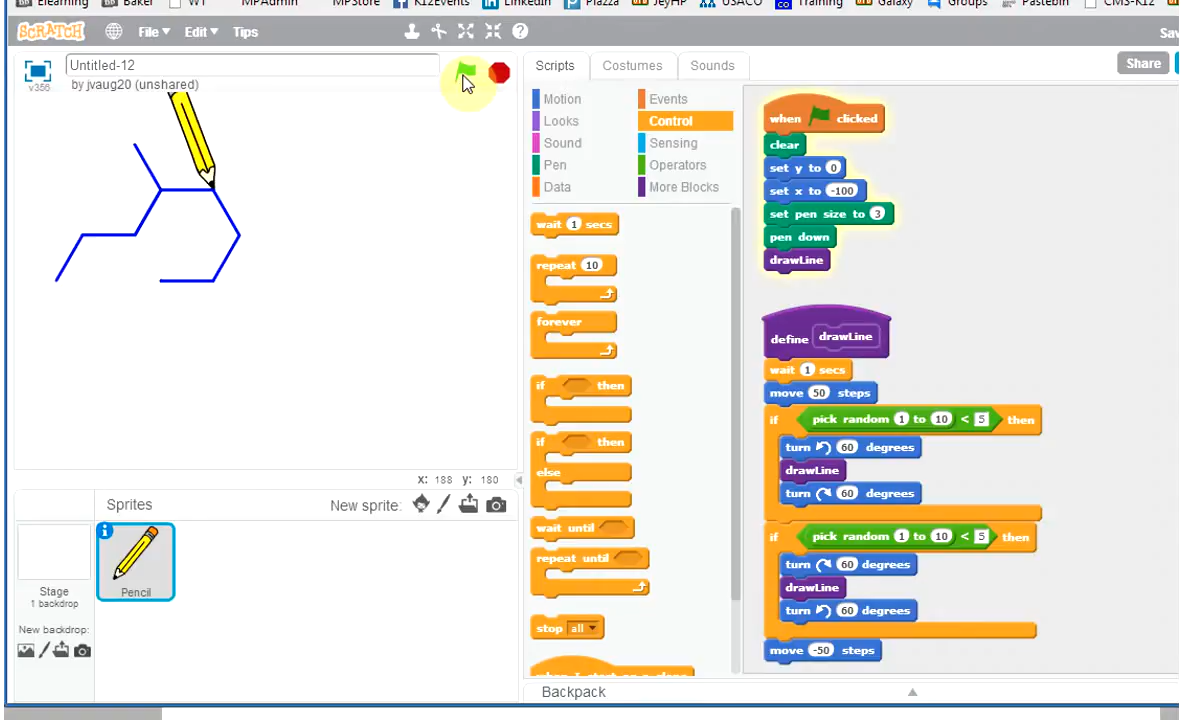 Elearning Baker WT MPAdmin MPStore K12Events LinkedIn Piazza JeyHP USACO Training Galaxy Groups Pastebin CMS-K12
SCRATCH File Edit Tips
Untitled-12
v356
by jvaug20 (unshared)
Scripts Costumes Sounds
Share
Motion Events
Looks Control
Sound Sensing
Pen Operators
Data More Blocks
wait 1 secs
repeat 10
forever
if then
if then
else
wait until
repeat until
stop all
when clicked
clear
set y to 0
set x to -100
set pen size to 3
pen down
drawLine
define drawLine
wait 1 secs
move 50 steps
if pick random 1 to 10 < 5 then
turn 60 degrees
drawLine
turn 60 degrees
if pick random 1 to 10 < 5 then
turn 60 degrees
drawLine
turn 60 degrees
move -50 steps
x: 188 y: 180
Sprites New sprite:
Stage
1 backdrop
Pencil
New backdrop:
Backpack